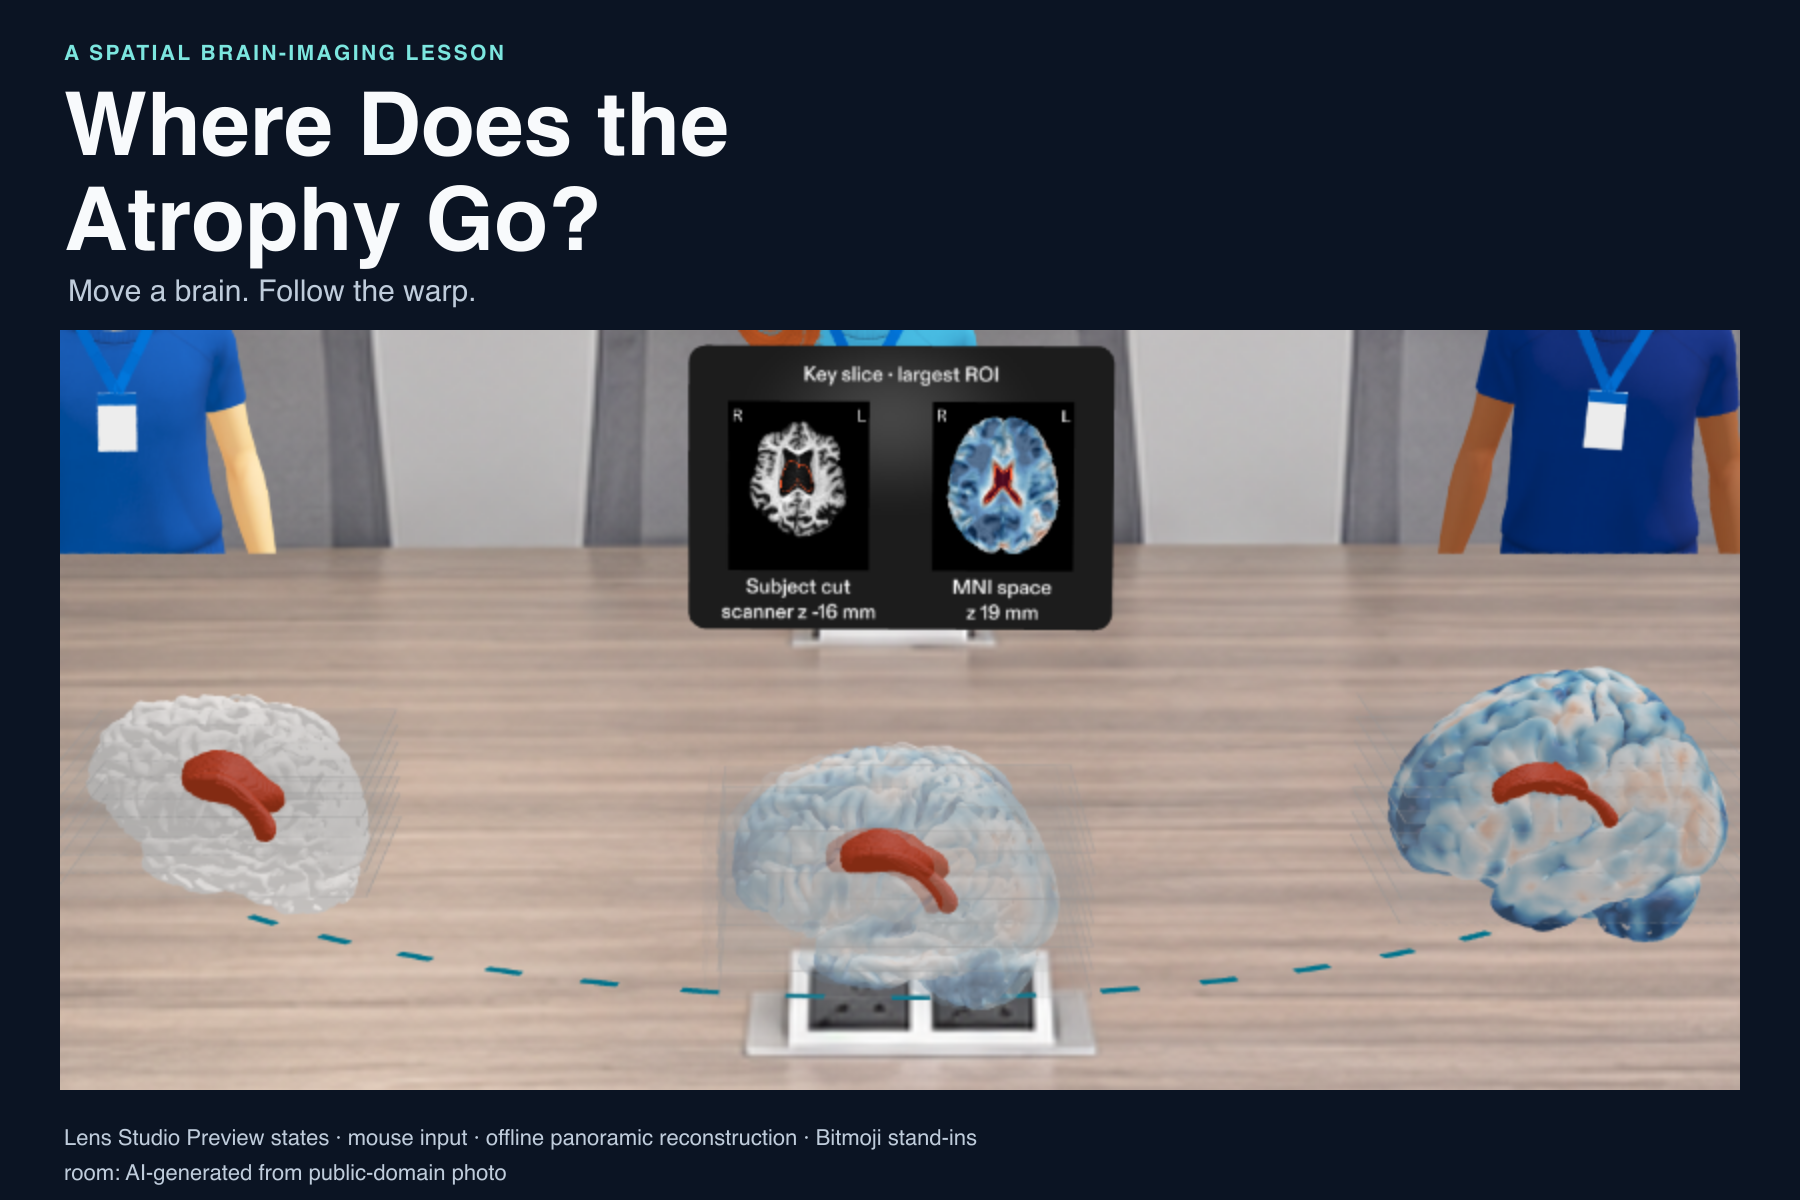 A SPATIAL BRAIN-IMAGING LESSON
Where Does the
Atrophy Go?
Move a brain. Follow the warp.
Key slice · largest ROI
R L R L
Subject cut MNI space
scanner z -16 mm z 19 mm
Lens Studio Preview states · mouse input · offline panoramic reconstruction · Bitmoji stand-ins
room: AI-generated from public-domain photo